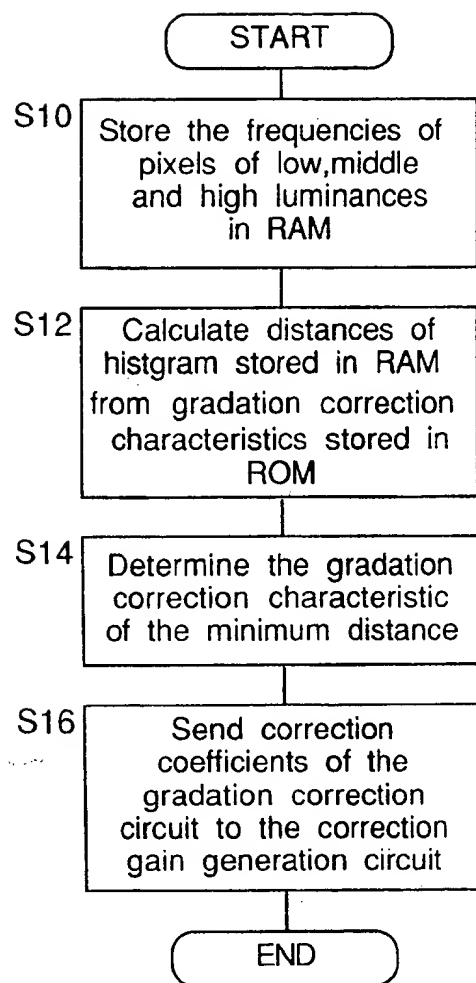 START
S10
Store the frequencies of
pixels of low,middle
and high luminances
in RAM
S12
Calculate distances of
histgram stored in RAM
from gradation correction
characteristics stored in
ROM
S14
Determine the gradation
correction characteristic
of the minimum distance
S16
Send correction
coefficients of the
gradation correction
circuit to the correction
gain generation circuit
END